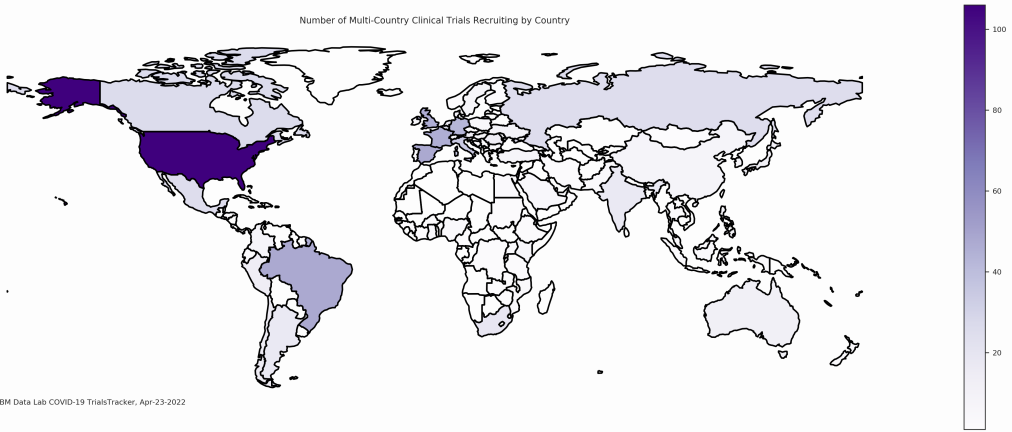 Number of Multi-Country Clinical Trials Recruiting by Country
100
80
60
40
20
BM Data Lab COVID-19 TrialsTracker, Apr-23-2022